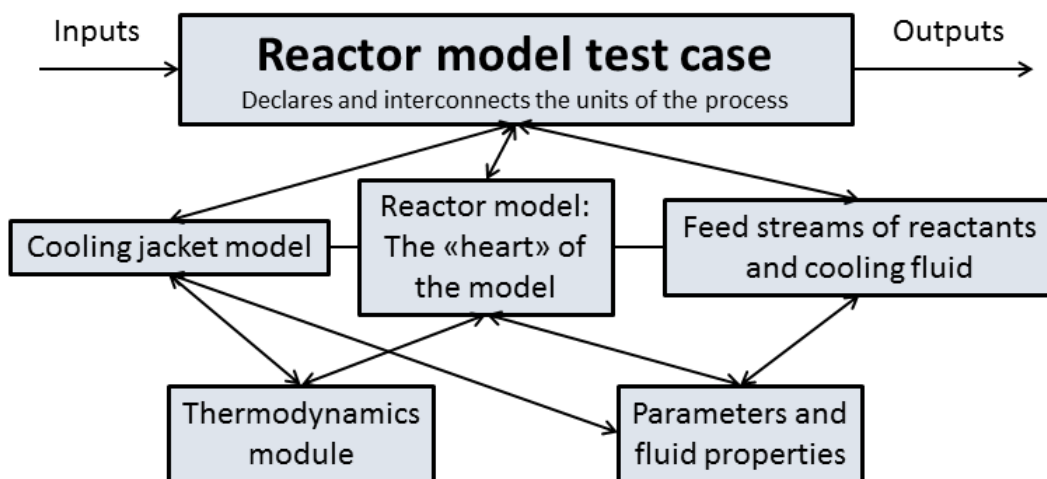 Inputs
Reactor model test case
Outputs
Declares and interconnects the units of the process
Cooling jacket model
Reactor model:
The «heart» of
the model
Feed streams of reactants
and cooling fluid
Thermodynamics
module
Parameters and
fluid properties